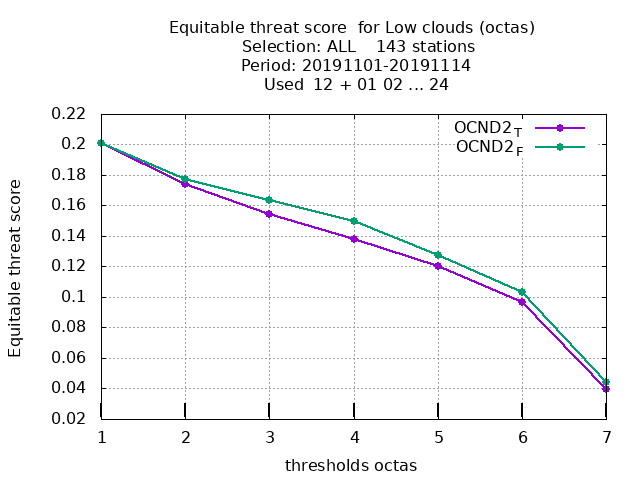 Equitable threat score  for Low clouds (octas)
Selection: ALL    143 stations
Period: 20191101-20191114
Used  12 + 01 02 ... 24
OCND2T
OCND2F
Equitable threat score
0.22
0.2
0.18
0.16
0.14
0.12
0.1
0.08
0.06
0.04
0.02
1 2 3 4 5 6 7
thresholds octas